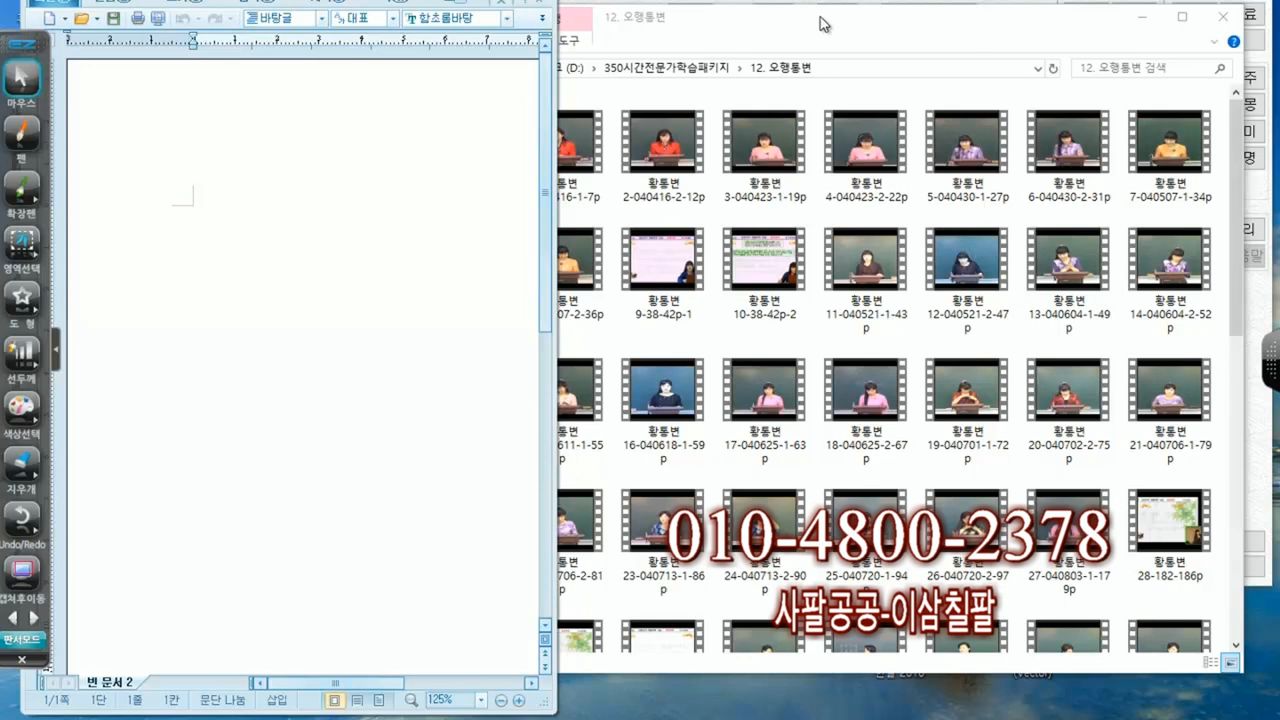 바탕글
대표
함초롬바탕
12. 오행통변
도구
(D:) > 350시간전문가학습패키지 > 12. 오행통변
12. 오행통변 검색
마우스
펜
확장펜
영역선택
도 형
선두께
색상선택
지우개
Undo/Redo
캡쳐후이동
판서모드
황통변
2-040416-2-12p
황통변
3-040423-1-19p
황통변
4-040423-2-22p
황통변
5-040430-1-27p
황통변
6-040430-2-31p
황통변
7-040507-1-34p
황통변
9-38-42p-1
황통변
10-38-42p-2
황통변
11-040521-1-43p
황통변
12-040521-2-47p
황통변
13-040604-1-49p
황통변
14-040604-2-52p
황통변
16-040618-1-59p
황통변
17-040625-1-63p
황통변
18-040625-2-67p
황통변
19-040701-1-72p
황통변
20-040702-2-75p
황통변
21-040706-1-79p
황통변
23-040713-1-86p
황통변
24-040713-2-90p
황통변
25-040720-1-94p
황통변
26-040720-2-97p
황통변
27-040803-1-179p
황통변
28-182-186p
010-4800-2378
사팔공공-이삼칠팔
빈 문서 2
1/1쪽
1단
1줄
1칸
문단 나눔
삽입
125%